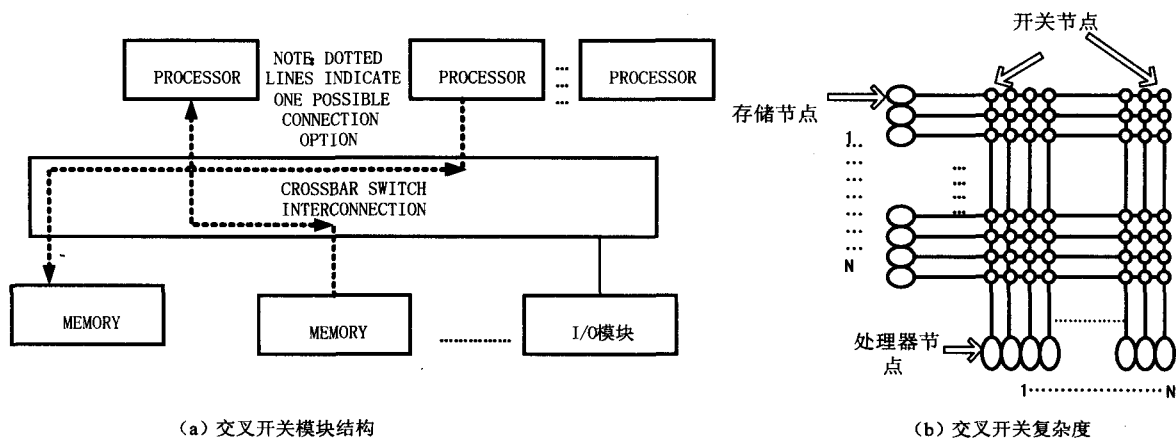 PROCESSOR
NOTE: DOTTED
LINES INDICATE
ONE POSSIBLE
CONNECTION
OPTION
PROCESSOR
PROCESSOR
CROSSBAR SWITCH
INTERCONNECTION
MEMORY
MEMORY
I/O模块
(a) 交叉开关模块结构
开关节点
存储节点
1
N
处理器节
点
1
N
(b) 交叉开关复杂度